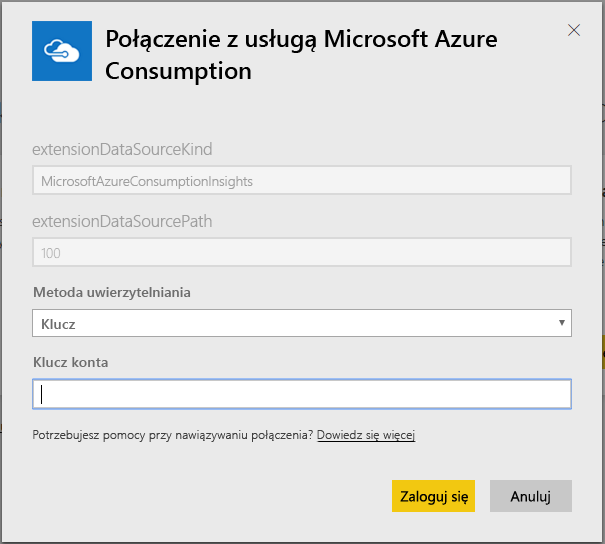 Połączenie z usługą Microsoft Azure
Consumption
extensionDataSourceKind
MicrosoftAzureConsumptionInsights
extensionDataSourcePath
100
Metoda uwierzytelniania
Klucz
Klucz konta
Potrzebujesz pomocy przy nawiązywaniu połączenia? Dowiedz się więcej
Zaloguj się Anuluj